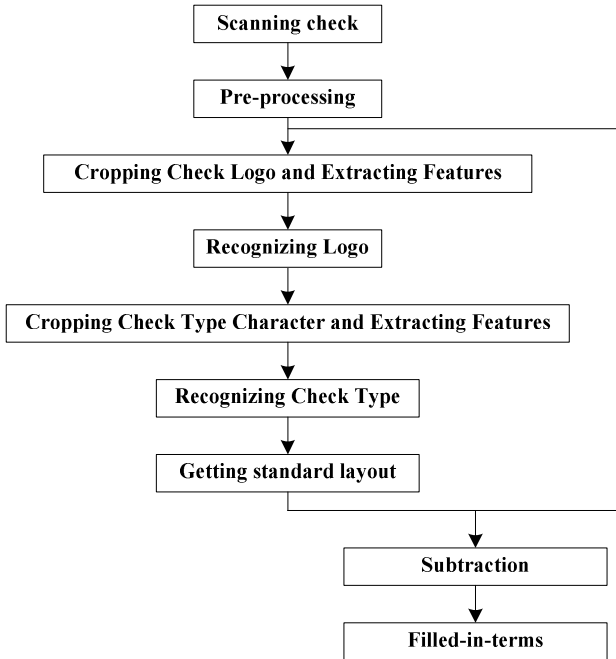 Scanning check
Pre-processing
Cropping Check Logo and Extracting Features
Recognizing Logo
Cropping Check Type Character and Extracting Features
Recognizing Check Type
Getting standard layout
Subtraction
Filled-in-terms